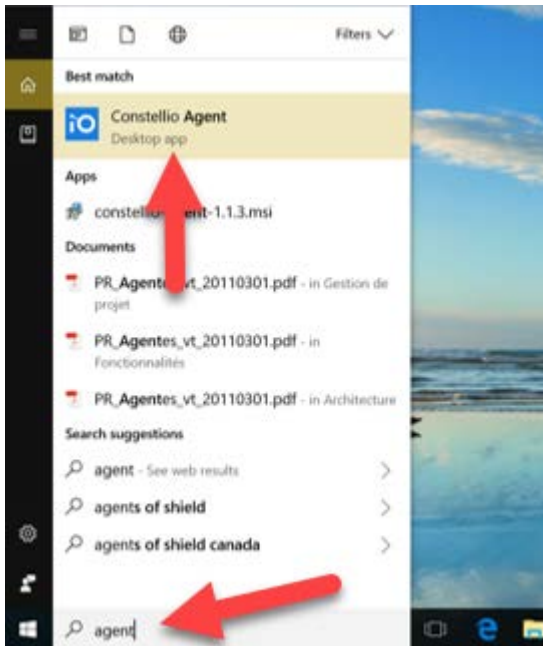 Filters
Best match
iO
Constellio Agent
Desktop app
Apps
-1.1.3.msi
Documents
PR_Agentes_vt_20110301.pdf - in Gestion de
projet
PR_Agentes_vt_20110301.pdf - in
Fonctionnalités
PR_Agentes_vt_20110301.pdf - in Architecture
Search suggestions
agent - See web results
agents of shield
agents of shield canada
agent